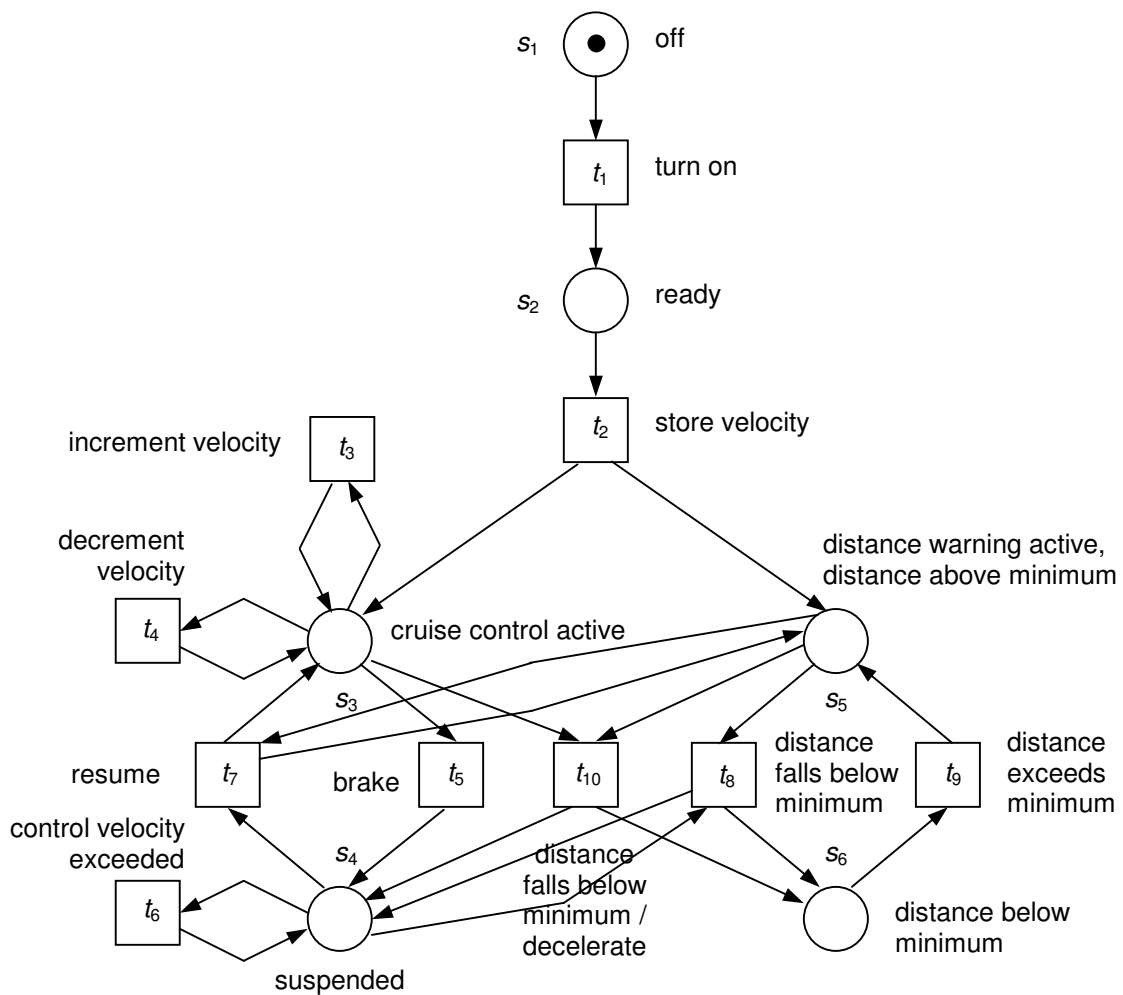 s1 off
t1 turn on
s2 ready
t2 store velocity
increment velocity t3
decrement
velocity
t4
distance warning active,
distance above minimum
cruise control active
s3
s5
resume t7
brake t5
t10
t8
distance
falls below
minimum
t9
distance
exceeds
minimum
control velocity
exceeded
t6
s4
suspended
distance
falls below
minimum /
decelerate
s6
distance below
minimum